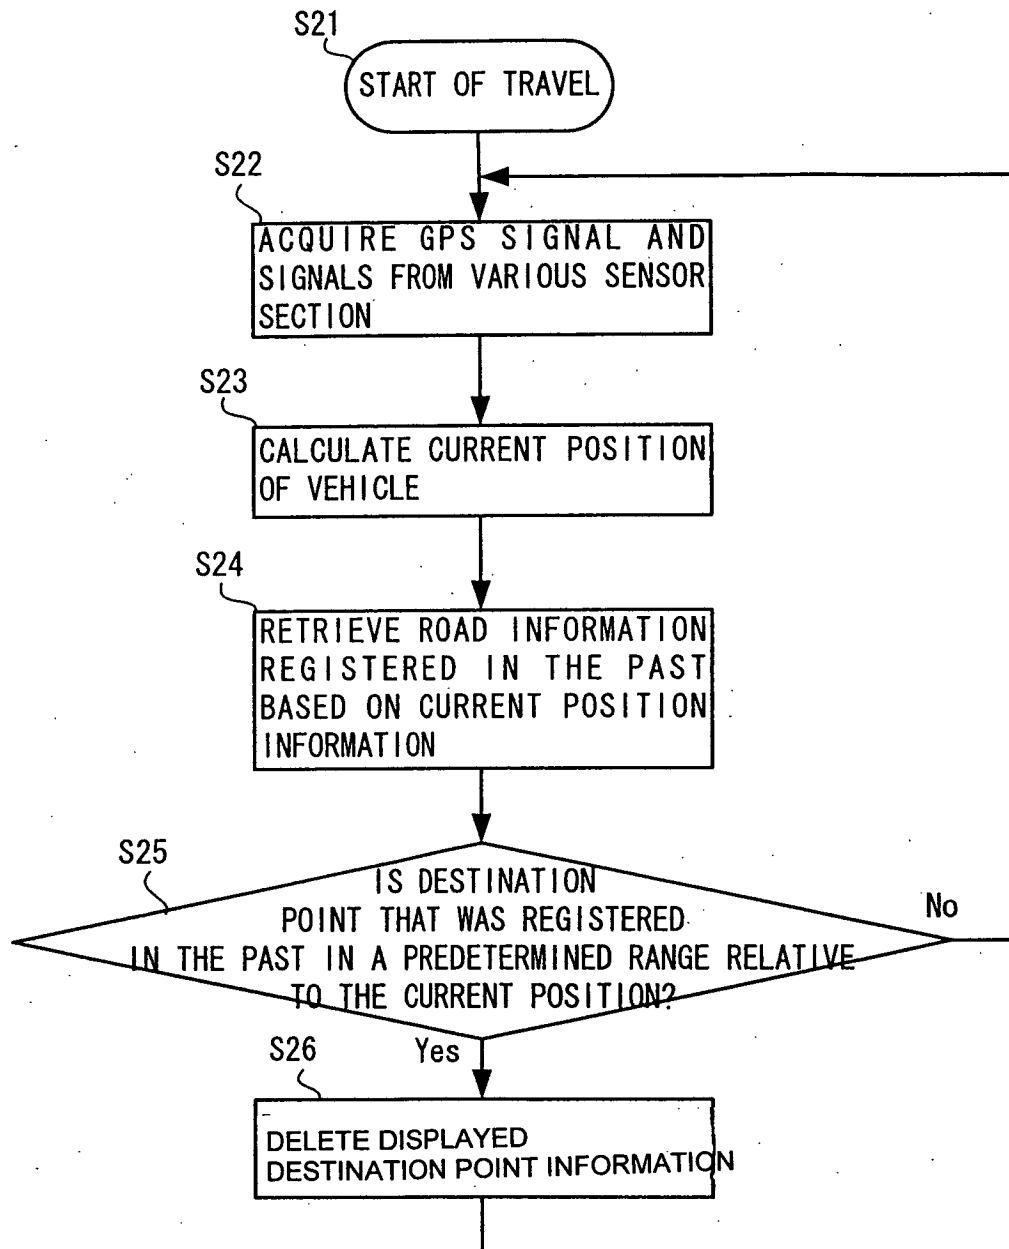 S21
START OF TRAVEL
S22
ACQUIRE GPS SIGNAL AND
SIGNALS FROM VARIOUS SENSOR
SECTION
S23
CALCULATE CURRENT POSITION
OF VEHICLE
S24
RETRIEVE ROAD INFORMATION
REGISTERED IN THE PAST
BASED ON CURRENT POSITION
INFORMATION
S25
IS DESTINATION
POINT THAT WAS REGISTERED
IN THE PAST IN A PREDETERMINED RANGE RELATIVE
TO THE CURRENT POSITION?
No
Yes
S26
DELETE DISPLAYED
DESTINATION POINT INFORMATION